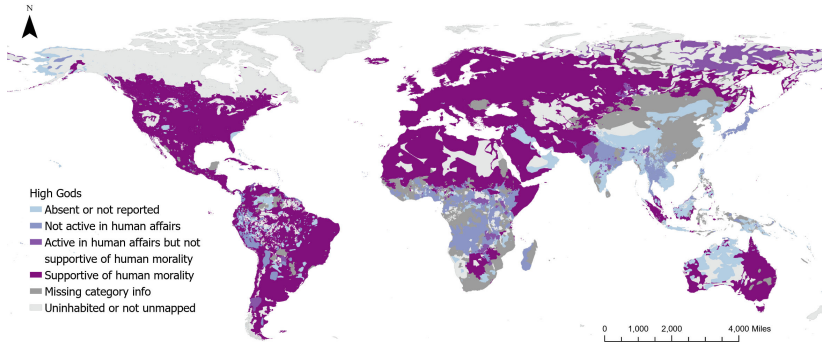 N
High Gods
Absent or not reported
Not active in human affairs
Active in human affairs but not
supportive of human morality
Supportive of human morality
Missing category info
Uninhabited or not unmapped
0 1,000 2,000 4,000 Miles